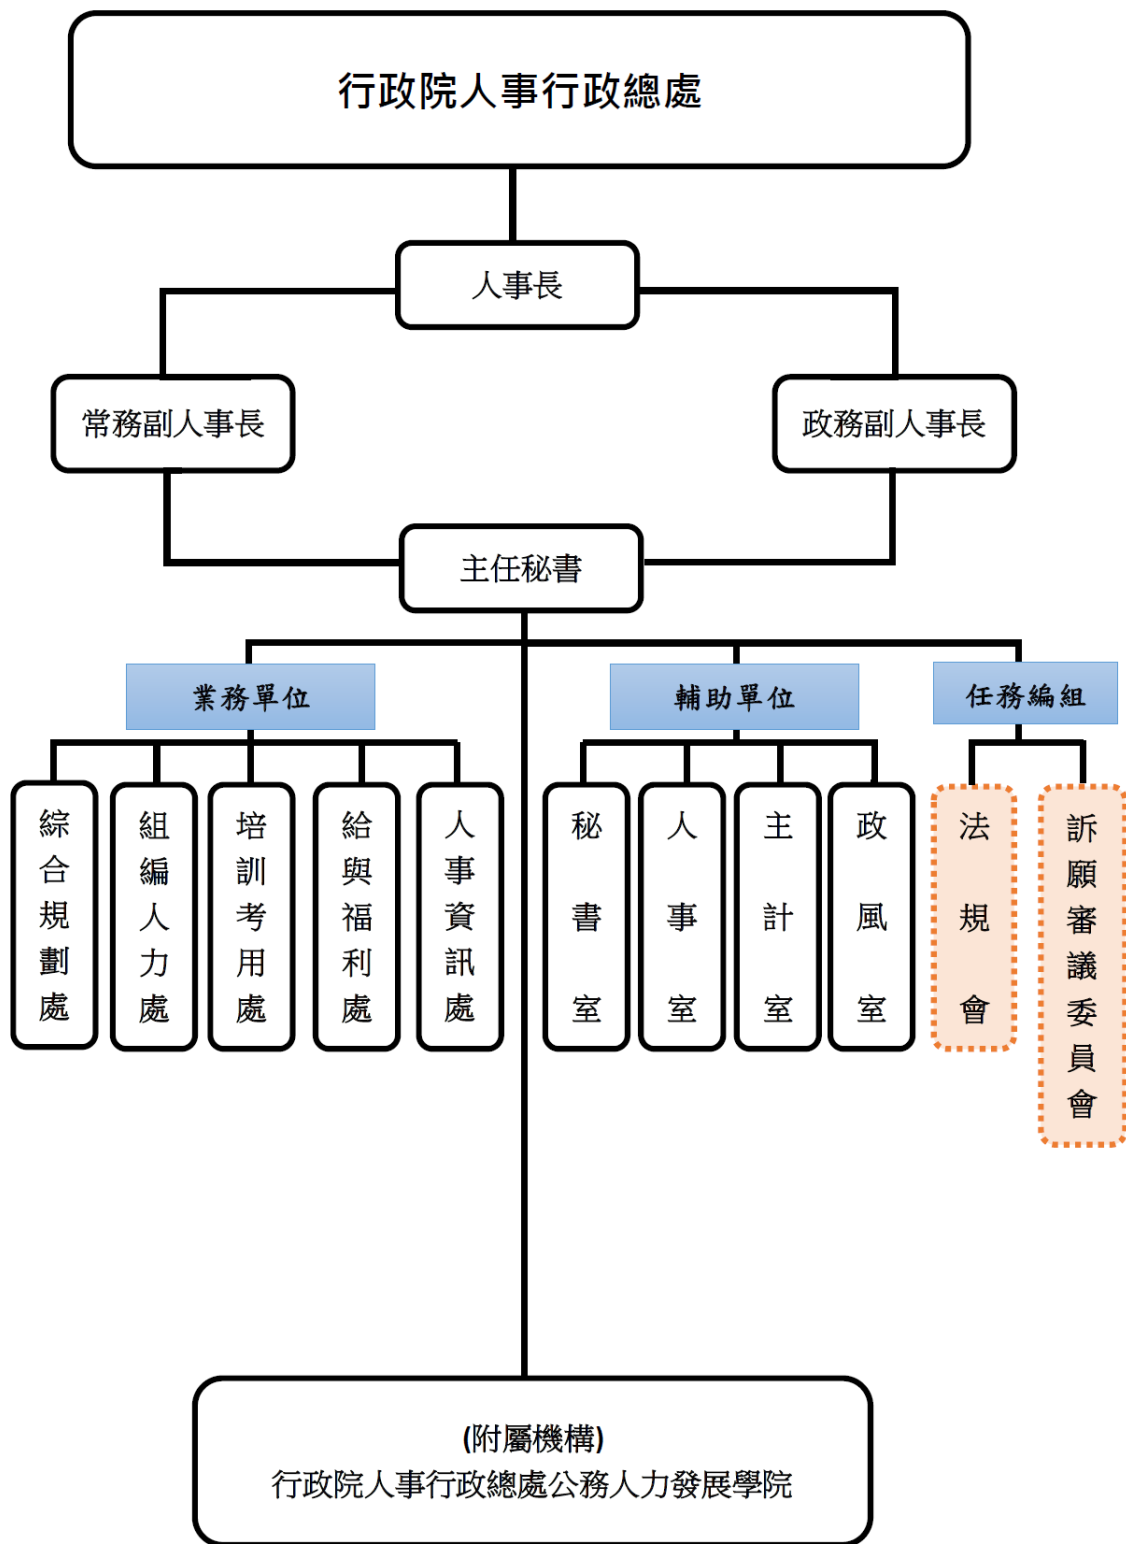 行政院人事行政總處
人事長
常務副人事長
政務副人事長
主任秘書
業務單位
輔助單位
任務編組
綜合規劃處
組編人力處
培訓考用處
給與福利處
人事資訊處
秘書室
人事室
主計室
政風室
法規會
訴願審議委員會
(附屬機構)
行政院人事行政總處公務人力發展學院